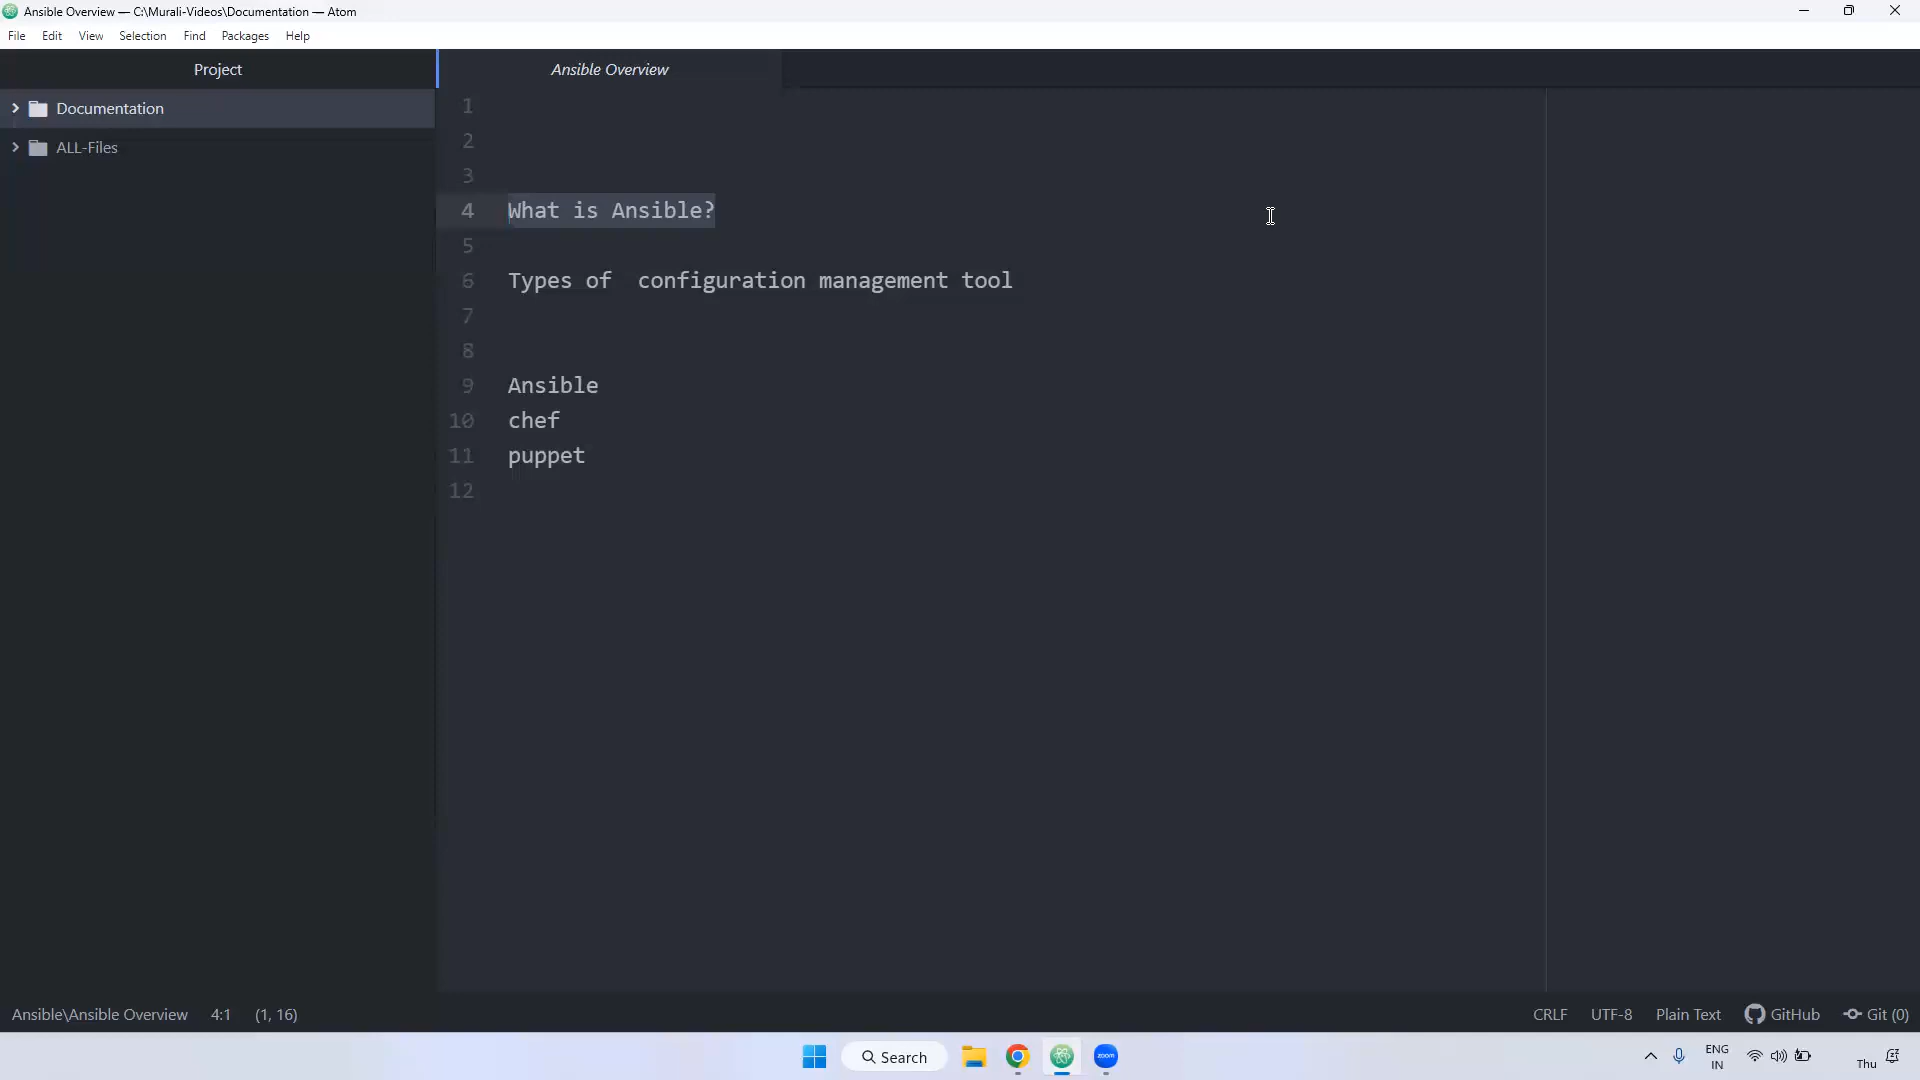 Ansible Overview — C:\Murali-Videos\Documentation — Atom
File Edit View Selection Find Packages Help
Project
Ansible Overview
Documentation
ALL-Files
1
2
3
4 What is Ansible?
5
6 Types of  configuration management tool
7
8
9 Ansible
10 chef
11 puppet
12
Ansible\Ansible Overview 4:1 (1, 16)
CRLF UTF-8 Plain Text GitHub Git (0)
Search
zoom
ENG
IN
Thu